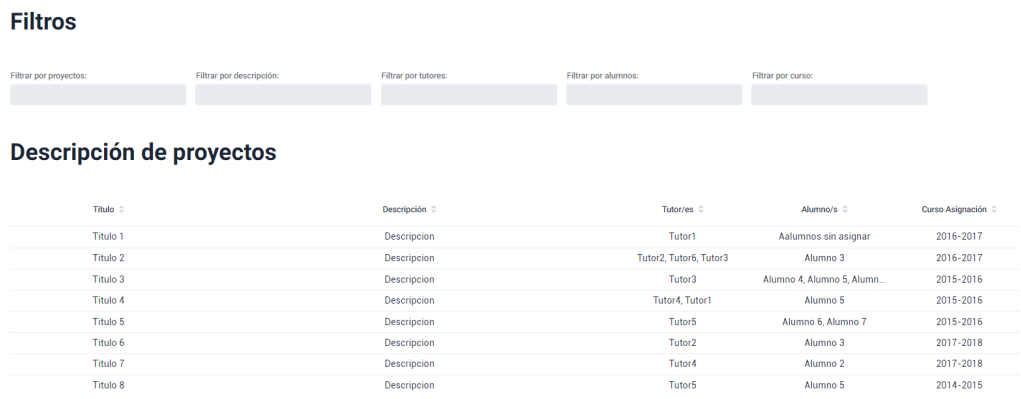 Filtros
Filtrar por proyectos: Filtrar por descripción: Filtrar por tutores: Filtrar por alumnos: Filtrar por curso:
Descripción de proyectos
Título Descripción Tutor/es Alumno/s Curso Asignación
Titulo 1 Descripcion Tutor1 Aalumnos sin asignar 2016-2017
Titulo 2 Descripcion Tutor2, Tutor6, Tutor3 Alumno 3 2016-2017
Titulo 3 Descripcion Tutor3 Alumno 4, Alumno 5, Alumn... 2015-2016
Titulo 4 Descripcion Tutor4, Tutor1 Alumno 5 2015-2016
Titulo 5 Descripcion Tutor5 Alumno 6, Alumno 7 2015-2016
Titulo 6 Descripcion Tutor2 Alumno 3 2017-2018
Titulo 7 Descripcion Tutor4 Alumno 2 2017-2018
Titulo 8 Descripcion Tutor5 Alumno 5 2014-2015